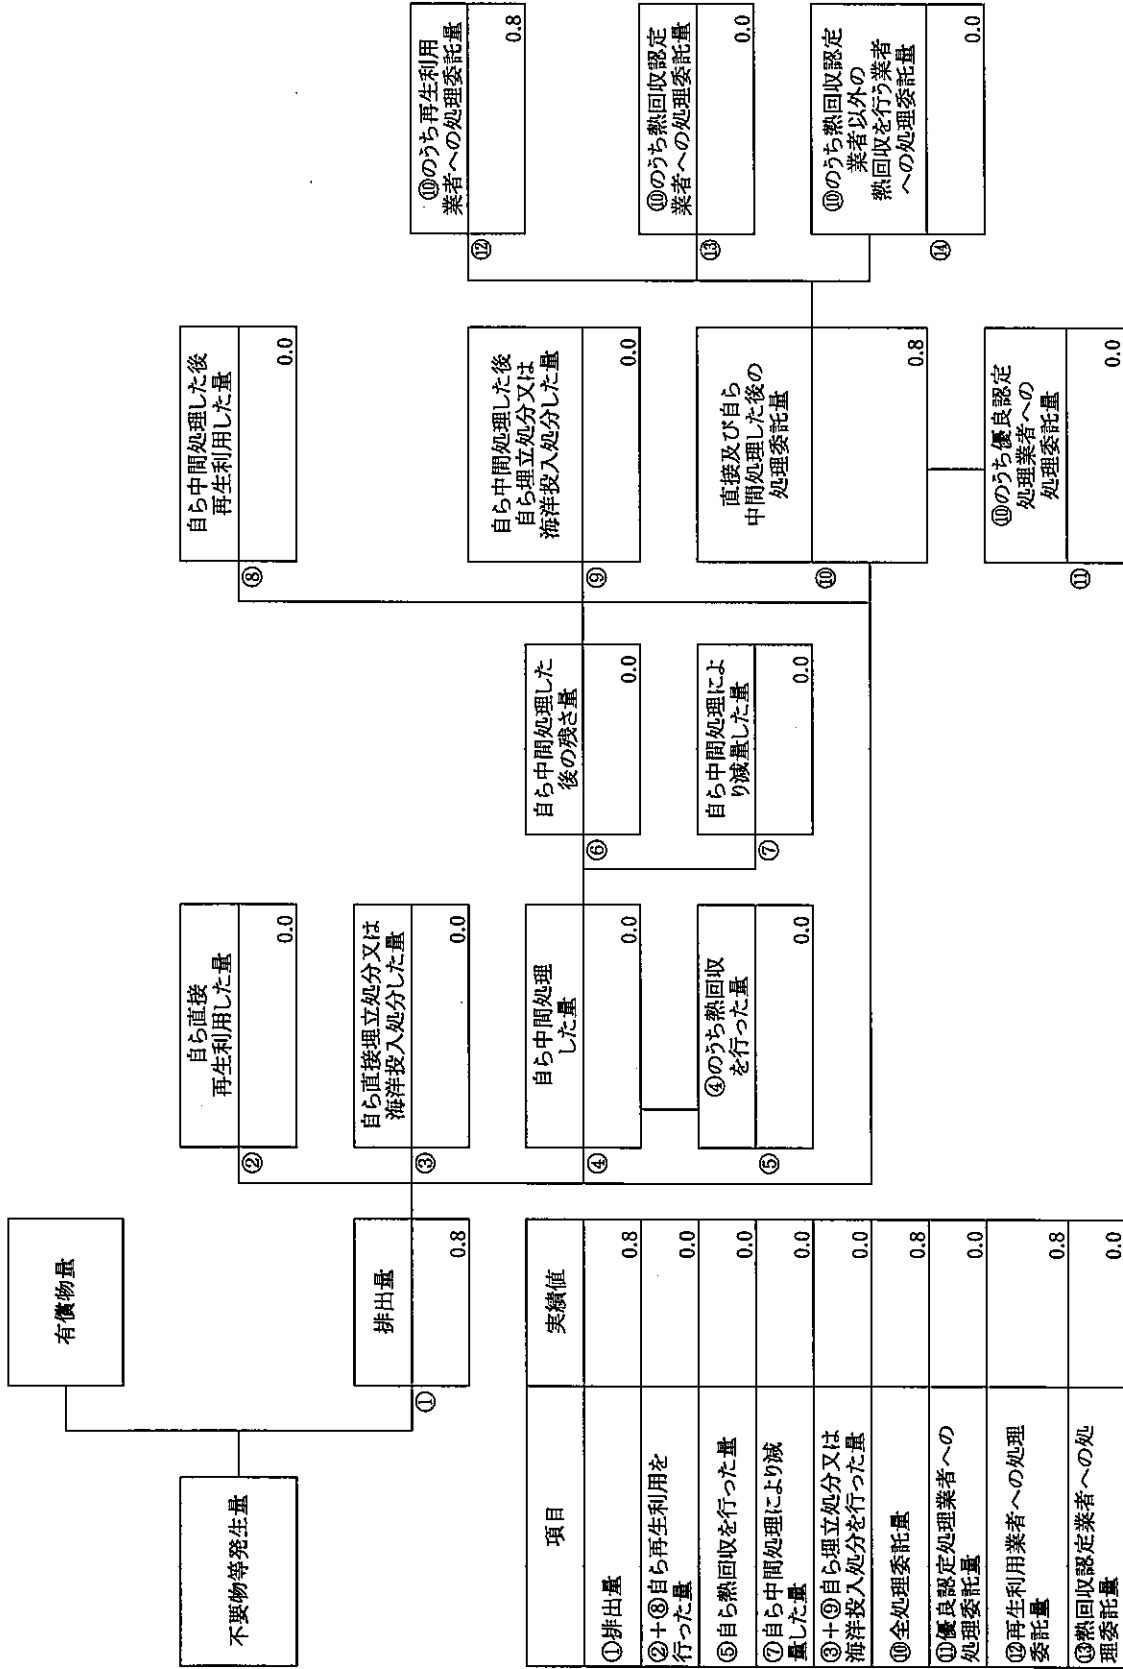 不要物等発生量
有償物量
①
排出量
0.8
②
自ら直接
再生利用した量
0.0
③
自ら直接埋立処分又は
海洋投入処分した量
0.0
④
自ら中間処理
した量
0.0
⑤
④のうち熱回収
を行った量
0.0
⑥
自ら中間処理した
後の残さ量
0.0
⑦
自ら中間処理によ
り減量した量
0.0
⑧
自ら中間処理した後
再生利用した量
0.0
⑨
自ら中間処理した後
自ら埋立処分又は
海洋投入処分した量
0.0
⑩
直接及び自ら
中間処理した後の
処理委託量
0.8
⑪
⑩のうち優良認定
処理業者への
処理委託量
0.0
⑫
⑩のうち再生利用
業者への処理委託量
0.8
⑬
⑩のうち熱回収認定
業者への処理委託量
0.0
⑭
⑩のうち熱回収認定
業者以外の
熱回収を行う業者
への処理委託量
0.0
項目 実績値
①排出量 0.8
②+⑧自ら再生利用を
行った量 0.0
⑤自ら熱回収を行った量 0.0
⑦自ら中間処理により減
量した量 0.0
③+⑨自ら埋立処分又は
海洋投入処分を行った量 0.0
⑩全処理委託量 0.8
⑪優良認定処理業者への
処理委託量 0.0
⑫再生利用業者への処理
委託量 0.8
⑬熱回収認定業者への処
理委託量 0.0